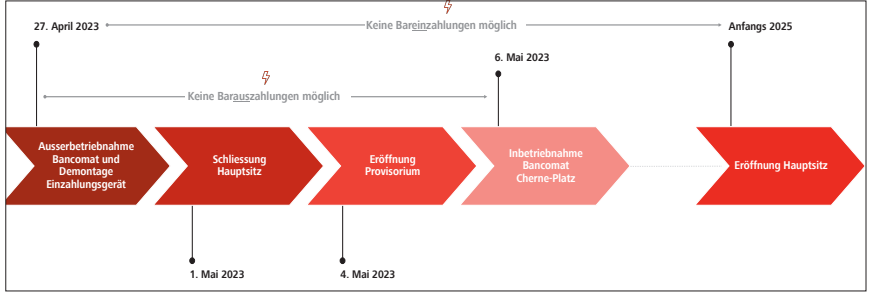 27. April 2023
Keine Bareinzahlungen möglich
Anfangs 2025
6. Mai 2023
Keine Barauszahlungen möglich
Ausserbetriebnahme
Bancomat und
Demontage
Einzahlungsgerät
Schliessung
Hauptsitz
Eröffnung
Provisorium
Inbetriebnahme
Bancomat
Cherne-Platz
Eröffnung Hauptsitz
1. Mai 2023
4. Mai 2023